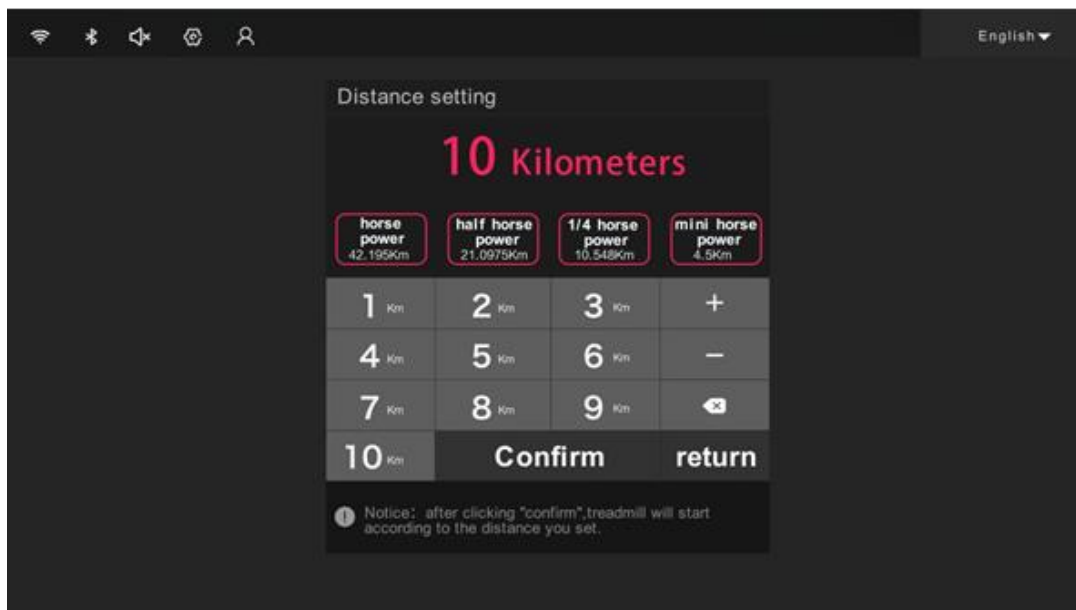 English
Distance setting
10 Kilometers
horse
power
42.195Km
half horse
power
21.0975Km
1/4 horse
power
10.548Km
mini horse
power
4.5Km
1 Km
2 Km
3 Km
+
4 Km
5 Km
6 Km
−
7 Km
8 Km
9 Km
10 Km
Confirm
return
Notice: after clicking "confirm",treadmill will start
according to the distance you set.